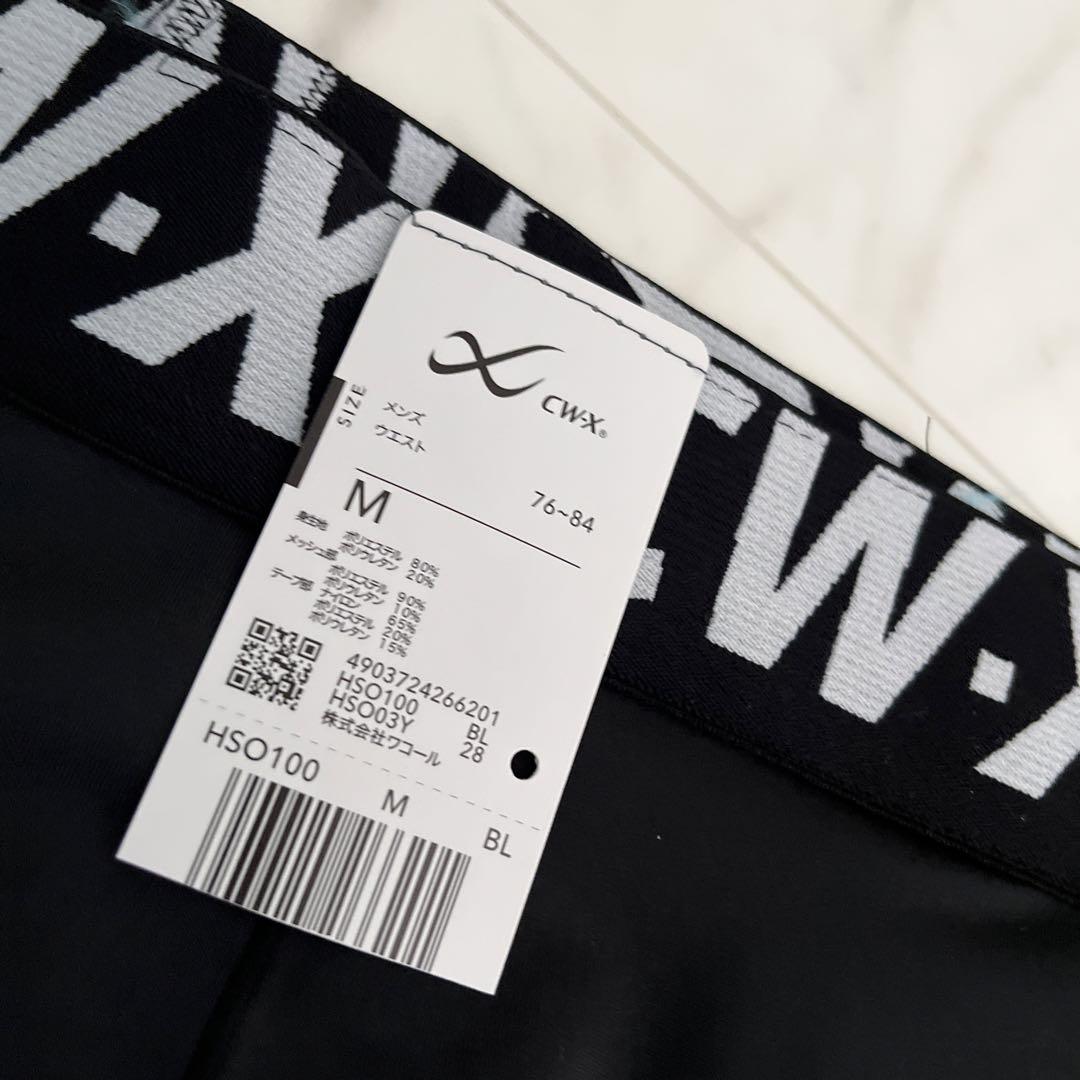 W·X
CW-X®
SIZE
メンズ
ウエスト
76~84
M
身生地 ポリエステル 80%
ポリウレタン 20%
メッシュ部 ポリエステル 90%
ポリウレタン 10%
テープ部 ナイロン 65%
ポリエステル 20%
ポリウレタン 15%
4903724266201
HSO100 BL
HSO03Y 28
株式会社ワコール
HSO100 M BL
CW·X